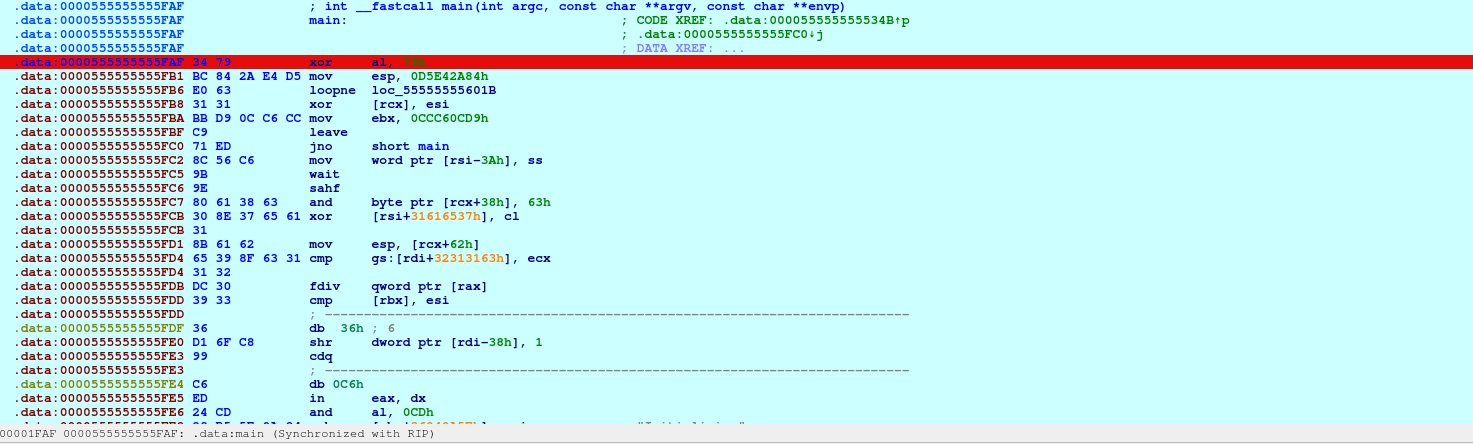 .data:0000555555555FAF ; int __fastcall main(int argc, const char **argv, const char **envp)
.data:0000555555555FAF main: ; CODE XREF: .data:000055555555534B↑p
.data:0000555555555FAF ; .data:0000555555555FC0↓j
.data:0000555555555FAF ; DATA XREF: ...
.data:0000555555555FAF 34 79 xor al, 79h
.data:0000555555555FB1 BC 84 2A E4 D5 mov esp, 0D5E42A84h
.data:0000555555555FB6 E0 63 loopne loc_55555555601B
.data:0000555555555FB8 31 31 xor [rcx], esi
.data:0000555555555FBA BB D9 0C C6 CC mov ebx, 0CCC60CD9h
.data:0000555555555FBF C9 leave
.data:0000555555555FC0 71 ED jno short main
.data:0000555555555FC2 8C 56 C6 mov word ptr [rsi-3Ah], ss
.data:0000555555555FC5 9B wait
.data:0000555555555FC6 9E sahf
.data:0000555555555FC7 80 61 38 63 and byte ptr [rcx+38h], 63h
.data:0000555555555FCB 30 8E 37 65 61 xor [rsi+31616537h], cl
.data:0000555555555FCB 31
.data:0000555555555FD1 8B 61 62 mov esp, [rcx+62h]
.data:0000555555555FD4 65 39 8F 63 31 cmp gs:[rdi+32313163h], ecx
.data:0000555555555FD4 31 32
.data:0000555555555FDB DC 30 fdiv qword ptr [rax]
.data:0000555555555FDD 39 33 cmp [rbx], esi
.data:0000555555555FDD ; ---------------------------------------------------------------------------
.data:0000555555555FDF 36 db 36h ; 6
.data:0000555555555FE0 D1 6F C8 shr dword ptr [rdi-38h], 1
.data:0000555555555FE3 99 cdq
.data:0000555555555FE3 ; ---------------------------------------------------------------------------
.data:0000555555555FE4 C6 db 0C6h
.data:0000555555555FE5 ED in eax, dx
.data:0000555555555FE6 24 CD and al, 0CDh
00001FAF 0000555555555FAF: .data:main (Synchronized with RIP)